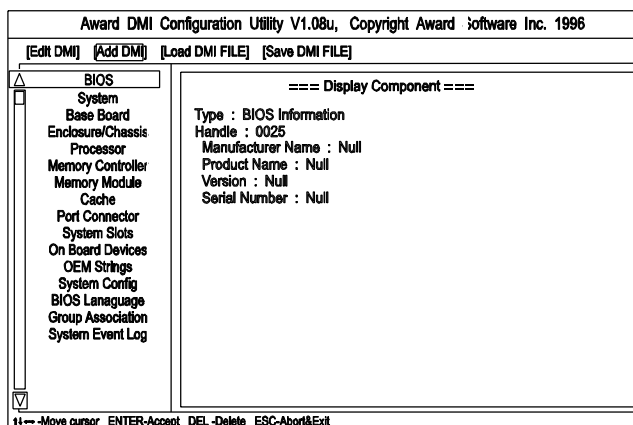 Award DMI Configuration Utility V1.08u, Copyright Award Software Inc. 1996
[Edit DMI] [Add DMI] [Load DMI FILE] [Save DMI FILE]
BIOS
System
Base Board
Enclosure/Chassis
Processor
Memory Controller
Memory Module
Cache
Port Connector
System Slots
On Board Devices
OEM Strings
System Config
BIOS Lanaguage
Group Association
System Event Log
=== Display Component ===
Type : BIOS Information
Handle : 0025
Manufacturer Name : Null
Product Name : Null
Version : Null
Serial Number : Null
↑↓↔ -Move cursor ENTER-Accept DEL -Delete ESC-Abort&Exit